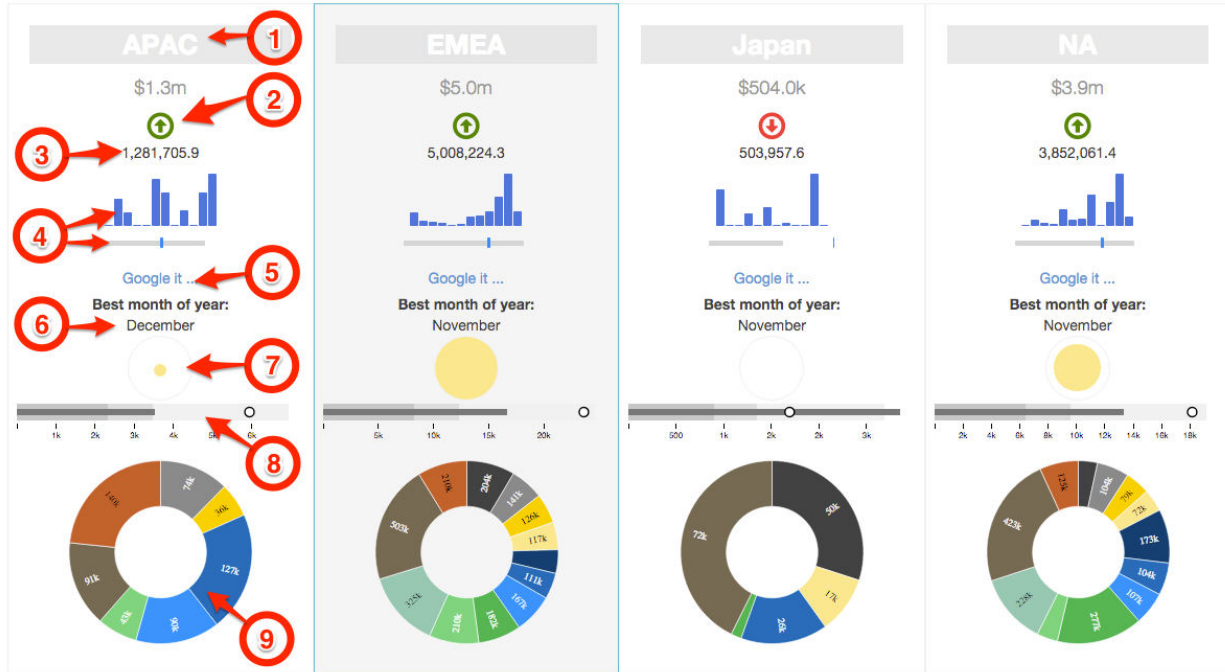 APAC
1
EMEA
Japan
NA
$1.3m
2
$5.0m
$504.0k
$3.9m
3
1,281,705.9
5,008,224.3
503,957.6
3,852,061.4
4
Google it ...
5
Google it ...
Google it ...
Google it ...
Best month of year:
Best month of year:
Best month of year:
Best month of year:
6
December
November
November
November
7
1k 2k 3k 4k 5k 6k
5k 10k 15k 20k
500 1k 2k 2k 3k
2k 4k 6k 8k 10k 12k 14k 16k 18k
8
74k
36k
127k
90k
43k
91k
140k
9
204k
141k
126k
117k
111k
167k
182k
210k
325k
503k
210k
50k
17k
26k
72k
104k
79k
72k
173k
104k
107k
277k
228k
423k
125k